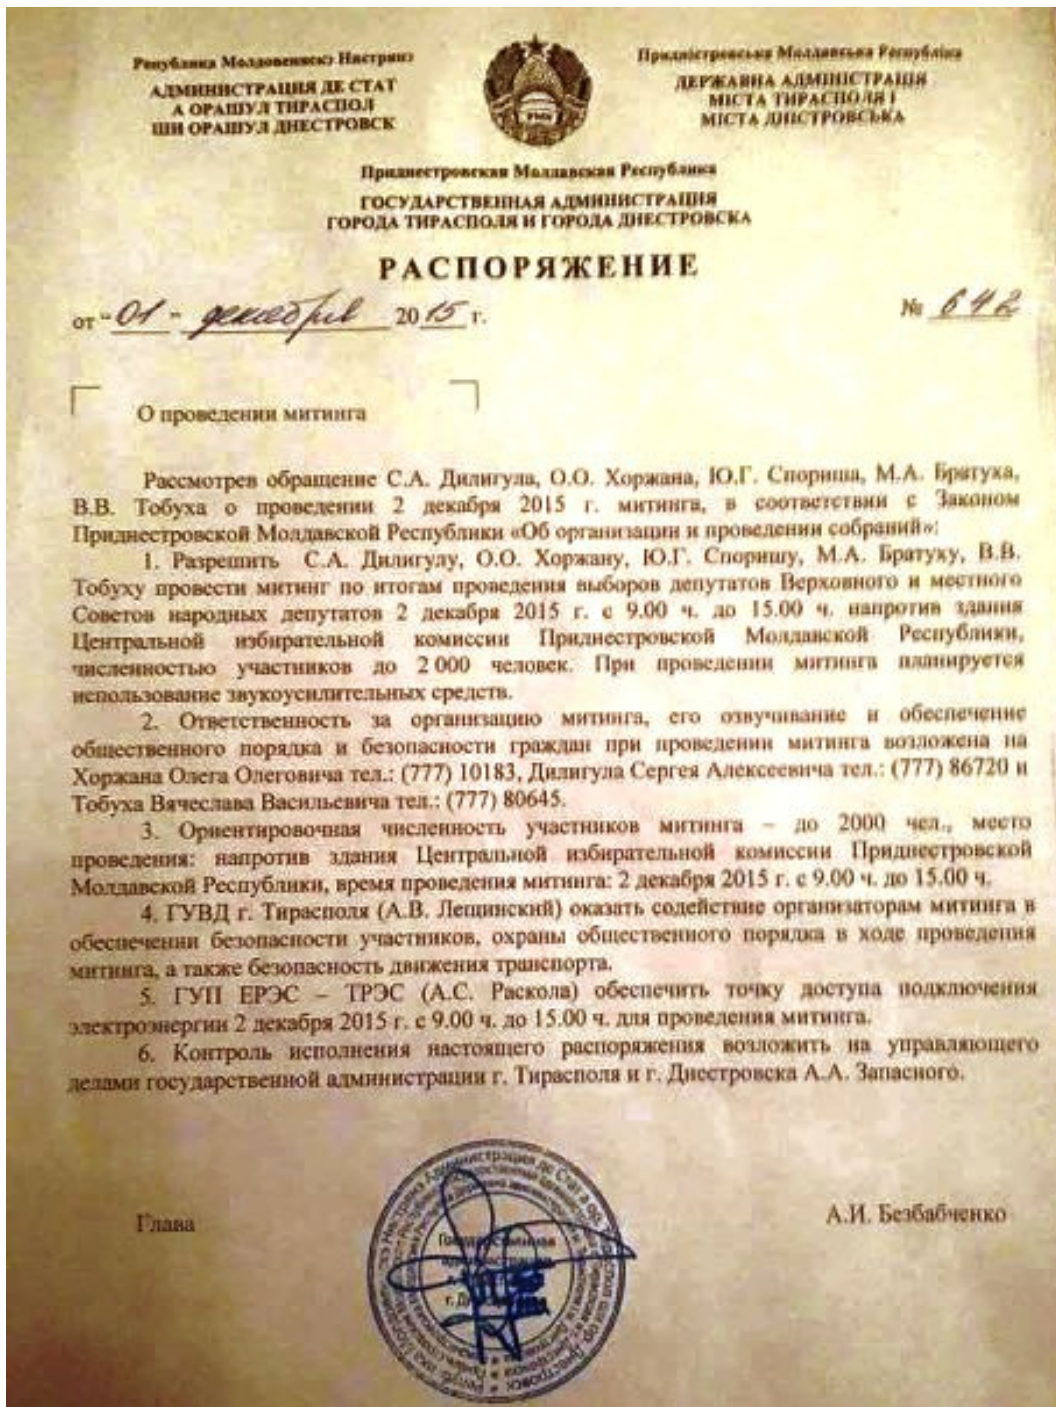 Република Молдовеняскэ Нистрянэ
АДМИНИСТРАЦИЯ ДЕ СТАТ
А ОРАШУЛ ТИРАСПОЛ
ШИ ОРАШУЛ ДНЕСТРОВСК
ПМР
Придністровська Молдавська Республіка
ДЕРЖАВНА АДМІНІСТРАЦІЯ
МІСТА ТИРАСПОЛЯ І
МІСТА ДНІСТРОВСЬКА
Приднестровская Молдавская Республика
ГОСУДАРСТВЕННАЯ АДМИНИСТРАЦИЯ
ГОРОДА ТИРАСПОЛЯ И ГОРОДА ДНЕСТРОВСКА
РАСПОРЯЖЕНИЕ
от "01" декабря 2015 г. № 642
О проведении митинга
Рассмотрев обращение С.А. Дилигула, О.О. Хоржана, Ю.Г. Спориша, М.А. Братуха,
В.В. Тобуха о проведении 2 декабря 2015 г. митинга, в соответствии с Законом
Приднестровской Молдавской Республики «Об организации и проведении собраний»:
1. Разрешить С.А. Дилигулу, О.О. Хоржану, Ю.Г. Споришу, М.А. Братуху, В.В.
Тобуху провести митинг по итогам проведения выборов депутатов Верховного и местного
Советов народных депутатов 2 декабря 2015 г. с 9.00 ч. до 15.00 ч. напротив здания
Центральной избирательной комиссии Приднестровской Молдавской Республики,
численностью участников до 2 000 человек. При проведении митинга планируется
использование звукоусилительных средств.
2. Ответственность за организацию митинга, его озвучивание и обеспечение
общественного порядка и безопасности граждан при проведении митинга возложена на
Хоржана Олега Олеговича тел.: (777) 10183, Дилигула Сергея Алексеевича тел.: (777) 86720 и
Тобуха Вячеслава Васильевича тел.: (777) 80645.
3. Ориентировочная численность участников митинга – до 2000 чел., место
проведения: напротив здания Центральной избирательной комиссии Приднестровской
Молдавской Республики, время проведения митинга: 2 декабря 2015 г. с 9.00 ч. до 15.00 ч.
4. ГУВД г. Тирасполя (А.В. Лещинский) оказать содействие организаторам митинга в
обеспечении безопасности участников, охраны общественного порядка в ходе проведения
митинга, а также безопасность движения транспорта.
5. ГУП ЕРЭС – ТРЭС (А.С. Раскола) обеспечить точку доступа подключения
электроэнергии 2 декабря 2015 г. с 9.00 ч. до 15.00 ч. для проведения митинга.
6. Контроль исполнения настоящего распоряжения возложить на управляющего
делами государственной администрации г. Тирасполя и г. Днестровска А.А. Запасного.
Глава А.И. Безбабченко
Государственная